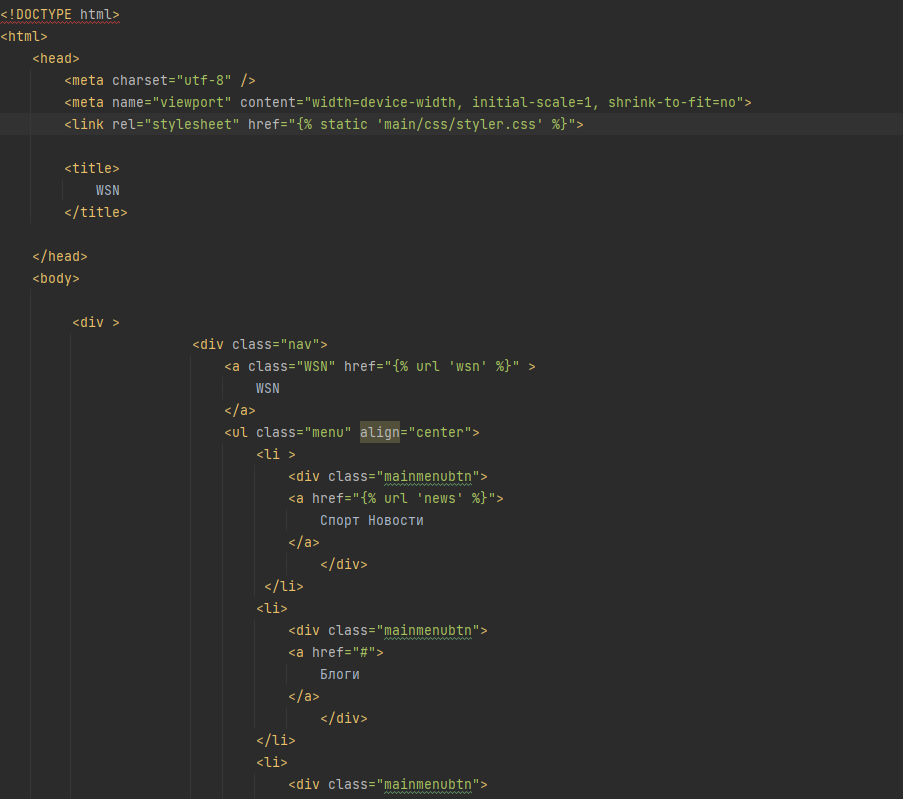 <!DOCTYPE html>
<html>
<head>
<meta charset="utf-8" />
<meta name="viewport" content="width=device-width, initial-scale=1, shrink-to-fit=no">
<link rel="stylesheet" href="{% static 'main/css/styler.css' %}">
<title>
WSN
</title>
</head>
<body>
<div >
<div class="nav">
<a class="WSN" href="{% url 'wsn' %}" >
WSN
</a>
<ul class="menu" align="center">
<li >
<div class="mainmenubtn">
<a href="{% url 'news' %}">
Спорт Новости
</a>
</div>
</li>
<li>
<div class="mainmenubtn">
<a href="#">
Блоги
</a>
</div>
</li>
<li>
<div class="mainmenubtn">